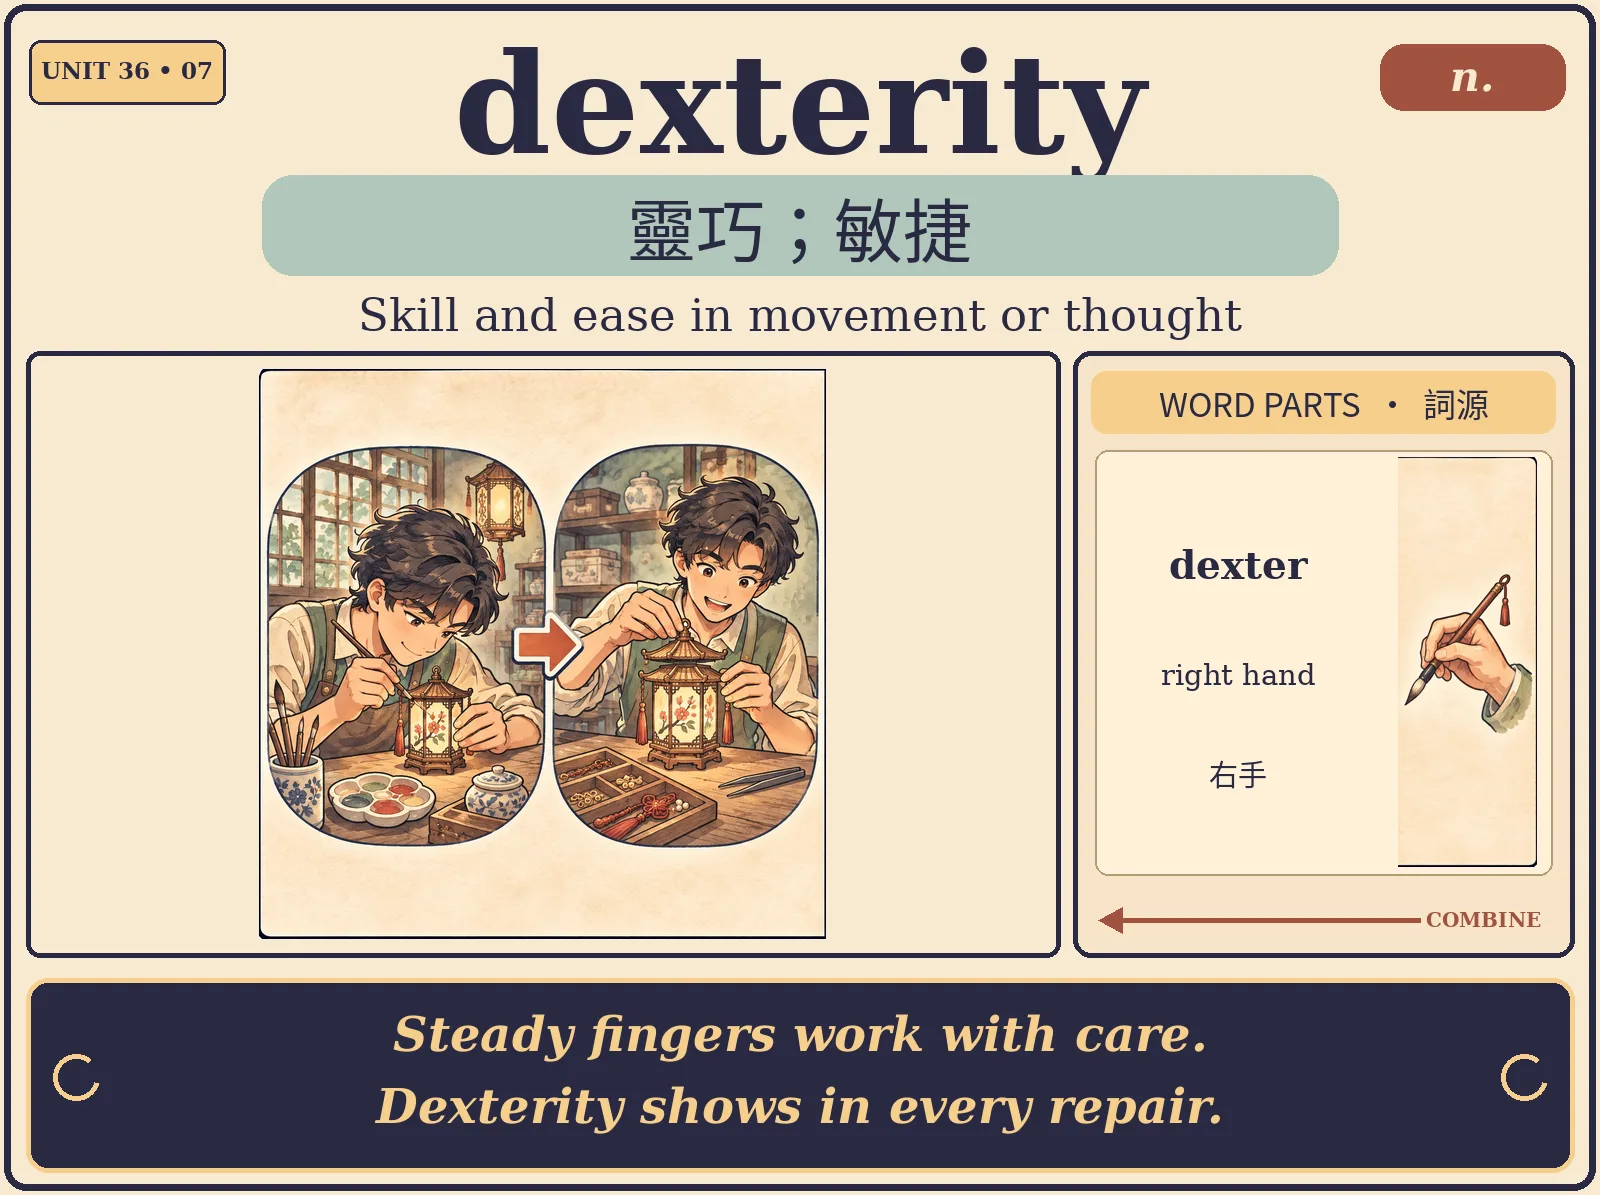 UNIT 36 • 07
dexterity
n.
靈巧；敏捷
Skill and ease in movement or thought
WORD PARTS • 詞源
dexter
right hand
右手
COMBINE
Steady fingers work with care.
Dexterity shows in every repair.